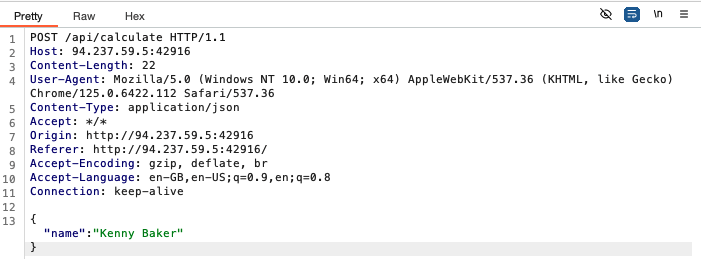 Pretty Raw Hex \n
1 POST /api/calculate HTTP/1.1
2 Host: 94.237.59.5:42916
3 Content-Length: 22
4 User-Agent: Mozilla/5.0 (Windows NT 10.0; Win64; x64) AppleWebKit/537.36 (KHTML, like Gecko)
Chrome/125.0.6422.112 Safari/537.36
5 Content-Type: application/json
6 Accept: */*
7 Origin: http://94.237.59.5:42916
8 Referer: http://94.237.59.5:42916/
9 Accept-Encoding: gzip, deflate, br
10 Accept-Language: en-GB,en-US;q=0.9,en;q=0.8
11 Connection: keep-alive
12
13 {
"name":"Kenny Baker"
}